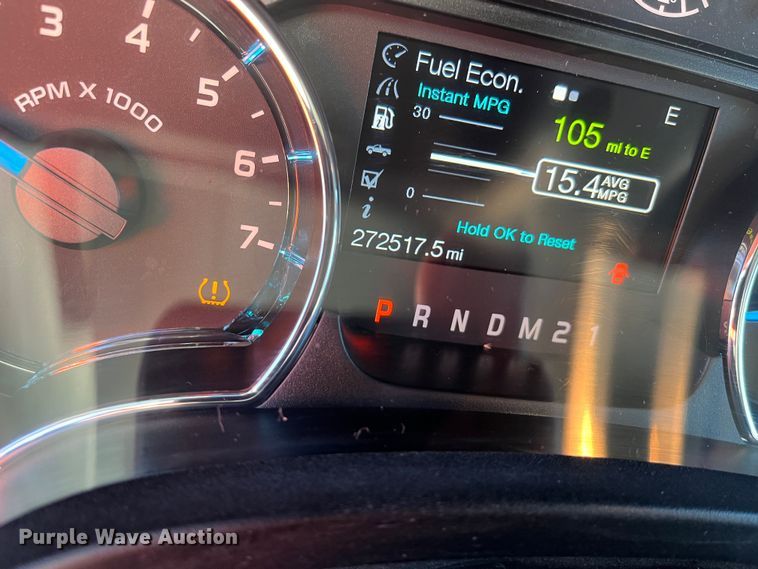 3
4
5
6
7
RPM X 1000
Fuel Econ.
Instant MPG
30
0
E
105 mi to E
15.4 AVG MPG
Hold OK to Reset
272517.5 mi
P R N D M 2 1
Purple Wave Auction